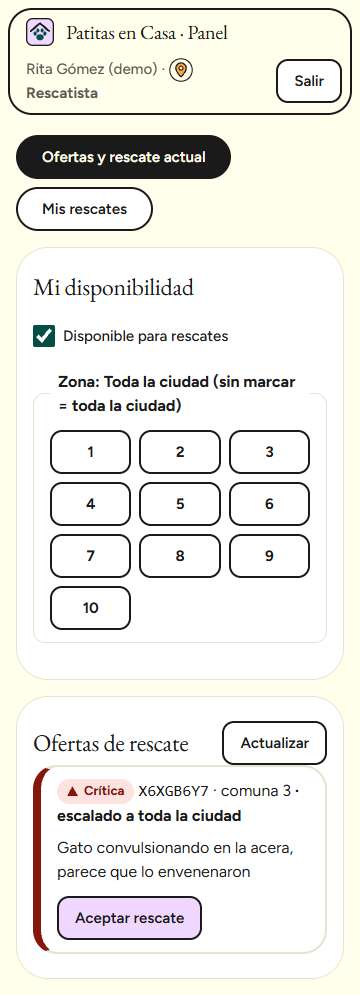 Patitas en Casa · Panel
Rita Gómez (demo) ·
Rescatista
Salir
Ofertas y rescate actual
Mis rescates
Mi disponibilidad
Disponible para rescates
Zona: Toda la ciudad (sin marcar
= toda la ciudad)
1 2 3
4 5 6
7 8 9
10
Ofertas de rescate
Actualizar
Crítica X6XGB6Y7 · comuna 3 ·
escalado a toda la ciudad
Gato convulsionando en la acera,
parece que lo envenenaron
Aceptar rescate